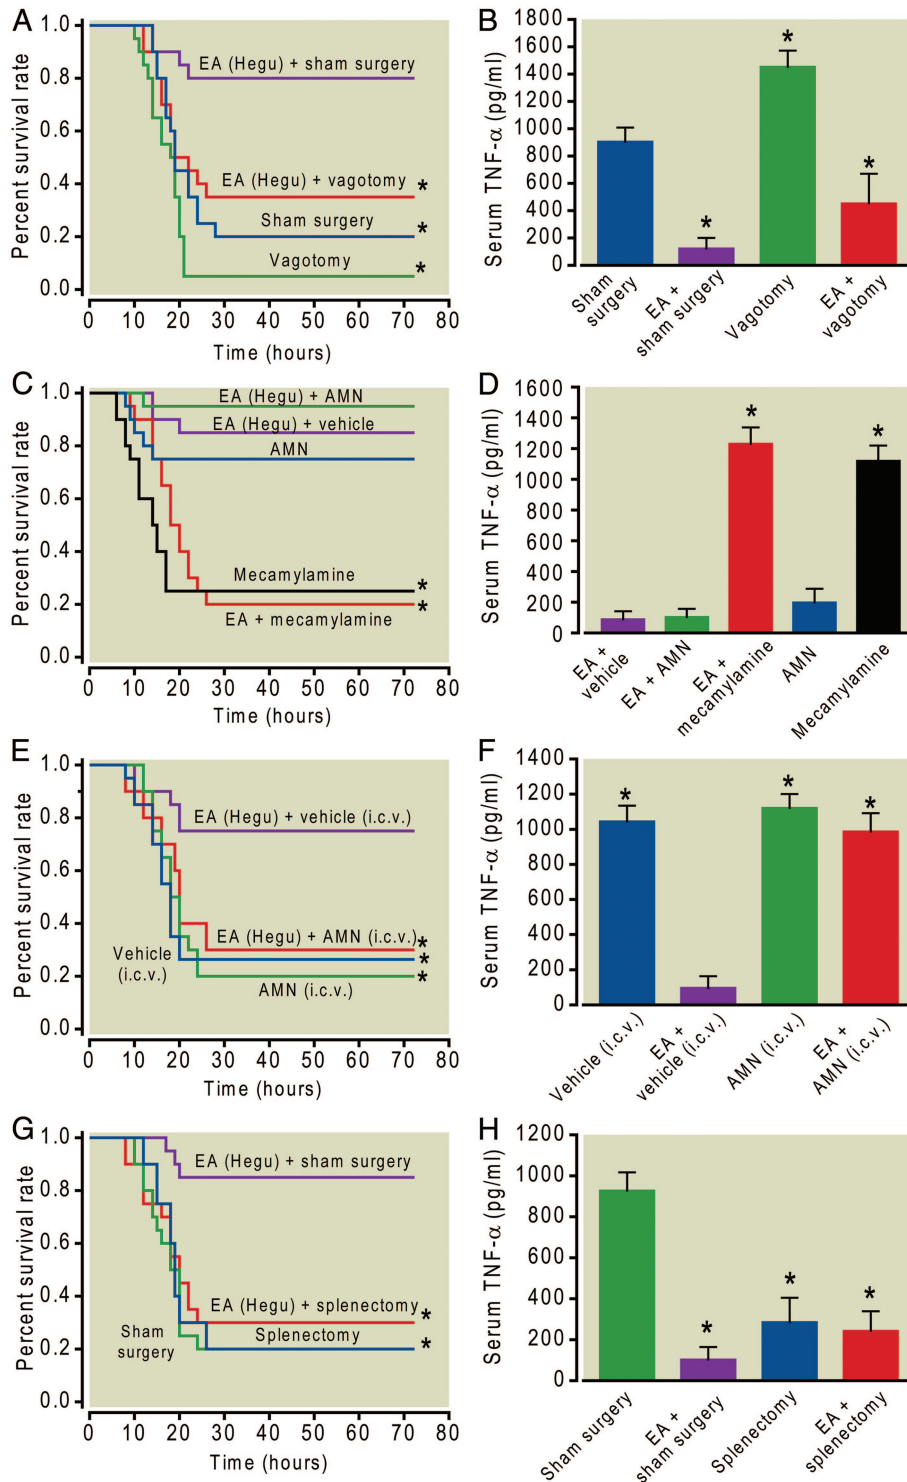 A
Percent survival rate
1.0
0.8
0.6
0.4
0.2
0.0
EA (Hegu) + sham surgery
EA (Hegu) + vagotomy *
Sham surgery *
Vagotomy *
0 10 20 30 40 50 60 70 80
Time (hours)
B
Serum TNF-α (pg/ml)
1800
1600
1400
1200
1000
800
600
400
200
0
*
*
*
Sham
surgery
EA +
sham surgery
Vagotomy
EA +
vagotomy
C
Percent survival rate
1.0
0.8
0.6
0.4
0.2
0.0
EA (Hegu) + AMN
EA (Hegu) + vehicle
AMN
Mecamylamine *
EA + mecamylamine *
0 10 20 30 40 50 60 70 80
Time (hours)
D
Serum TNF-α (pg/ml)
1600
1400
1200
1000
800
600
400
200
0
*
*
EA +
vehicle
EA + AMN
EA +
mecamylamine
AMN
Mecamylamine
E
Percent survival rate
1.0
0.8
0.6
0.4
0.2
0.0
EA (Hegu) + vehicle (i.c.v.)
EA (Hegu) + AMN (i.c.v.) *
Vehicle
(i.c.v.) *
AMN (i.c.v.) *
0 10 20 30 40 50 60 70 80
Time (hours)
F
Serum TNF-α (pg/ml)
1400
1200
1000
800
600
400
200
0
*
*
*
Vehicle (i.c.v.)
EA +
vehicle (i.c.v.)
AMN (i.c.v.)
EA +
AMN (i.c.v.)
G
Percent survival rate
1.0
0.8
0.6
0.4
0.2
0.0
EA (Hegu) + sham surgery
EA (Hegu) + splenectomy *
Sham
surgery
Splenectomy *
0 10 20 30 40 50 60 70 80
Time (hours)
H
Serum TNF-α (pg/ml)
1200
1000
800
600
400
200
0
*
*
*
Sham surgery
EA +
sham surgery
Splenectomy
EA +
splenectomy